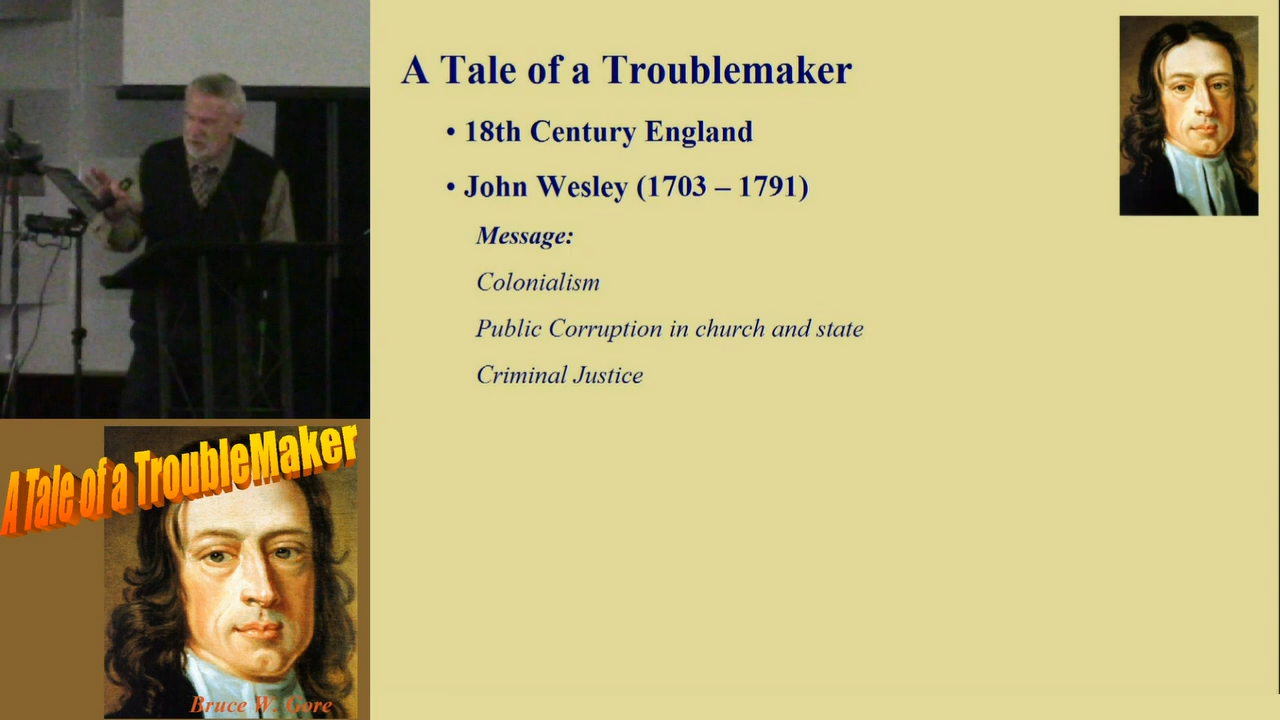 A Tale of a Troublemaker
• 18th Century England
• John Wesley (1703 – 1791)
Message:
Colonialism
Public Corruption in church and state
Criminal Justice
A Tale of a TroubleMaker
Bruce W. Gore